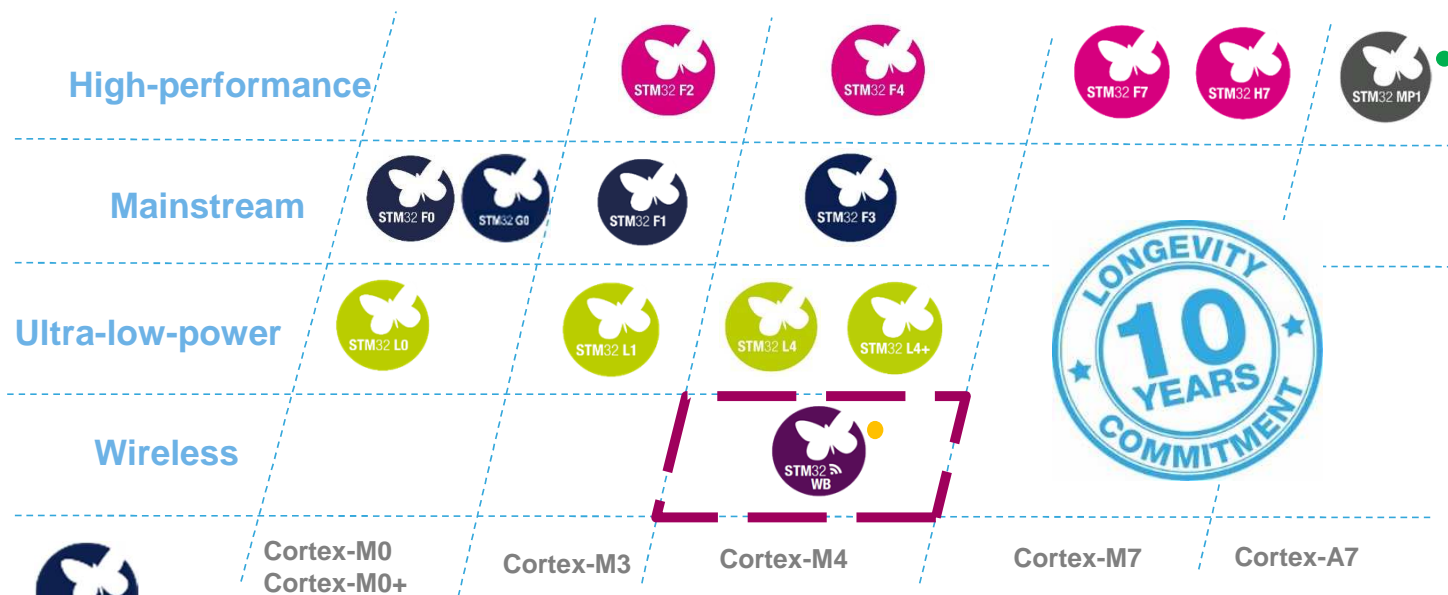 High-performance
STM32 F2
STM32 F4
STM32 F7
STM32 H7
STM32 MP1
Mainstream
STM32 F0
STM32 G0
STM32 F1
STM32 F3
Ultra-low-power
STM32 L0
STM32 L1
STM32 L4
STM32 L4+
LONGEVITY
10
YEARS
COMMITMENT
Wireless
STM32
WB
Cortex-M0
Cortex-M0+
Cortex-M3
Cortex-M4
Cortex-M7
Cortex-A7